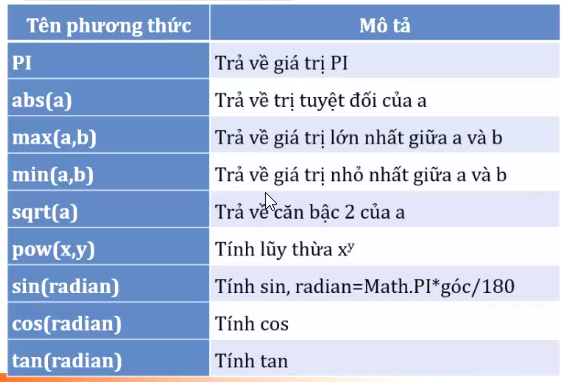 Tên phương thức Mô tả
PI Trả về giá trị PI
abs(a) Trả về trị tuyệt đối của a
max(a,b) Trả về giá trị lớn nhất giữa a và b
min(a,b) Trả về giá trị nhỏ nhất giữa a và b
sqrt(a) Trả về căn bậc 2 của a
pow(x,y) Tính lũy thừa xʸ
sin(radian) Tính sin, radian=Math.PI*góc/180
cos(radian) Tính cos
tan(radian) Tính tan